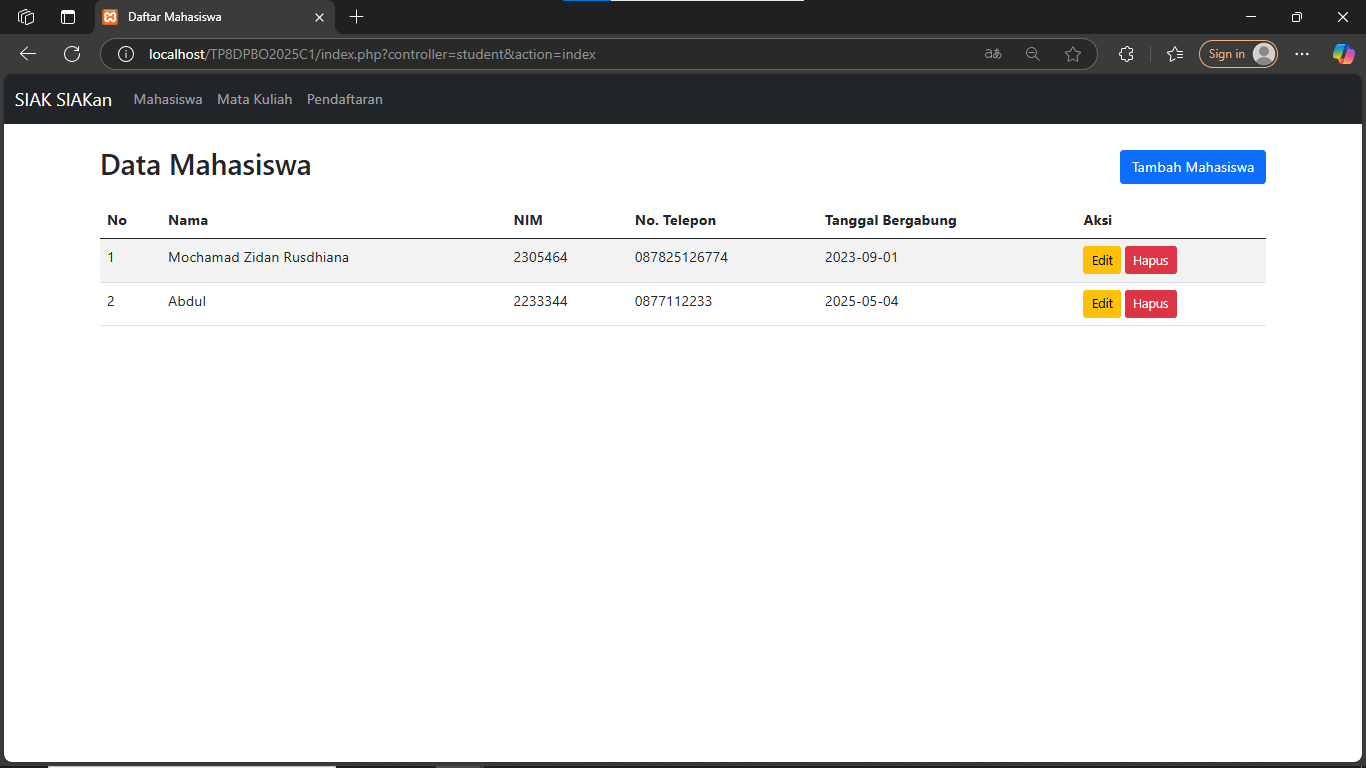 Daftar Mahasiswa
localhost/TP8DPBO2025C1/index.php?controller=student&action=index
Sign in
SIAK SIAKan Mahasiswa Mata Kuliah Pendaftaran
Data Mahasiswa
Tambah Mahasiswa
No Nama NIM No. Telepon Tanggal Bergabung Aksi
1 Mochamad Zidan Rusdhiana 2305464 087825126774 2023-09-01 Edit Hapus
2 Abdul 2233344 0877112233 2025-05-04 Edit Hapus